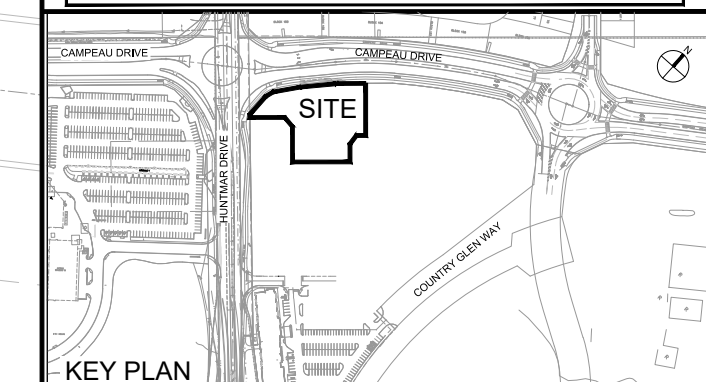 CAMPEAU DRIVE
CAMPEAU DRIVE
N
SITE
HUNTMAR DRIVE
COUNTRY GLEN WAY
KEY PLAN